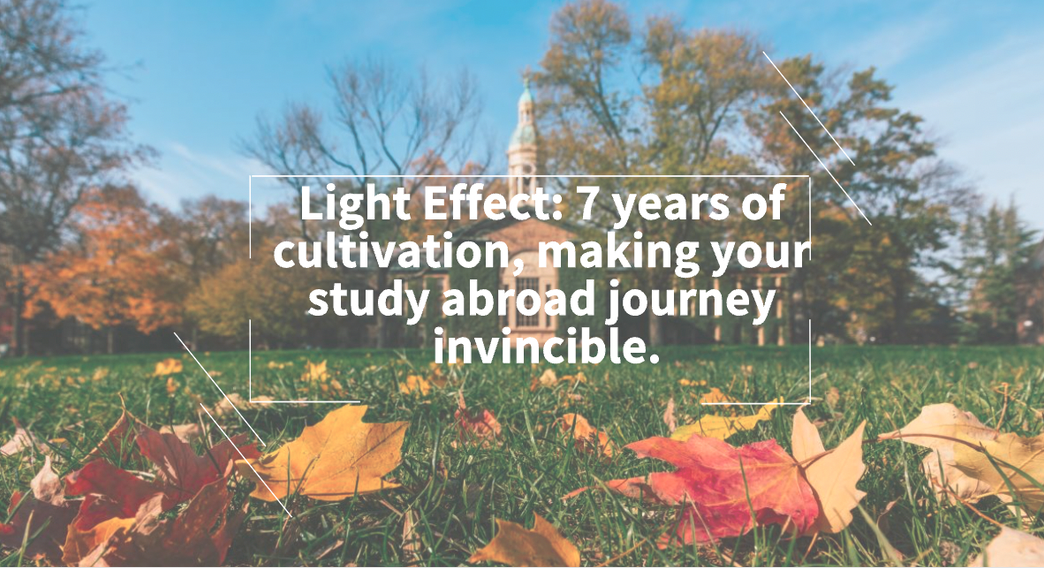 Light Effect: 7 years of
cultivation, making your
study abroad journey
invincible.